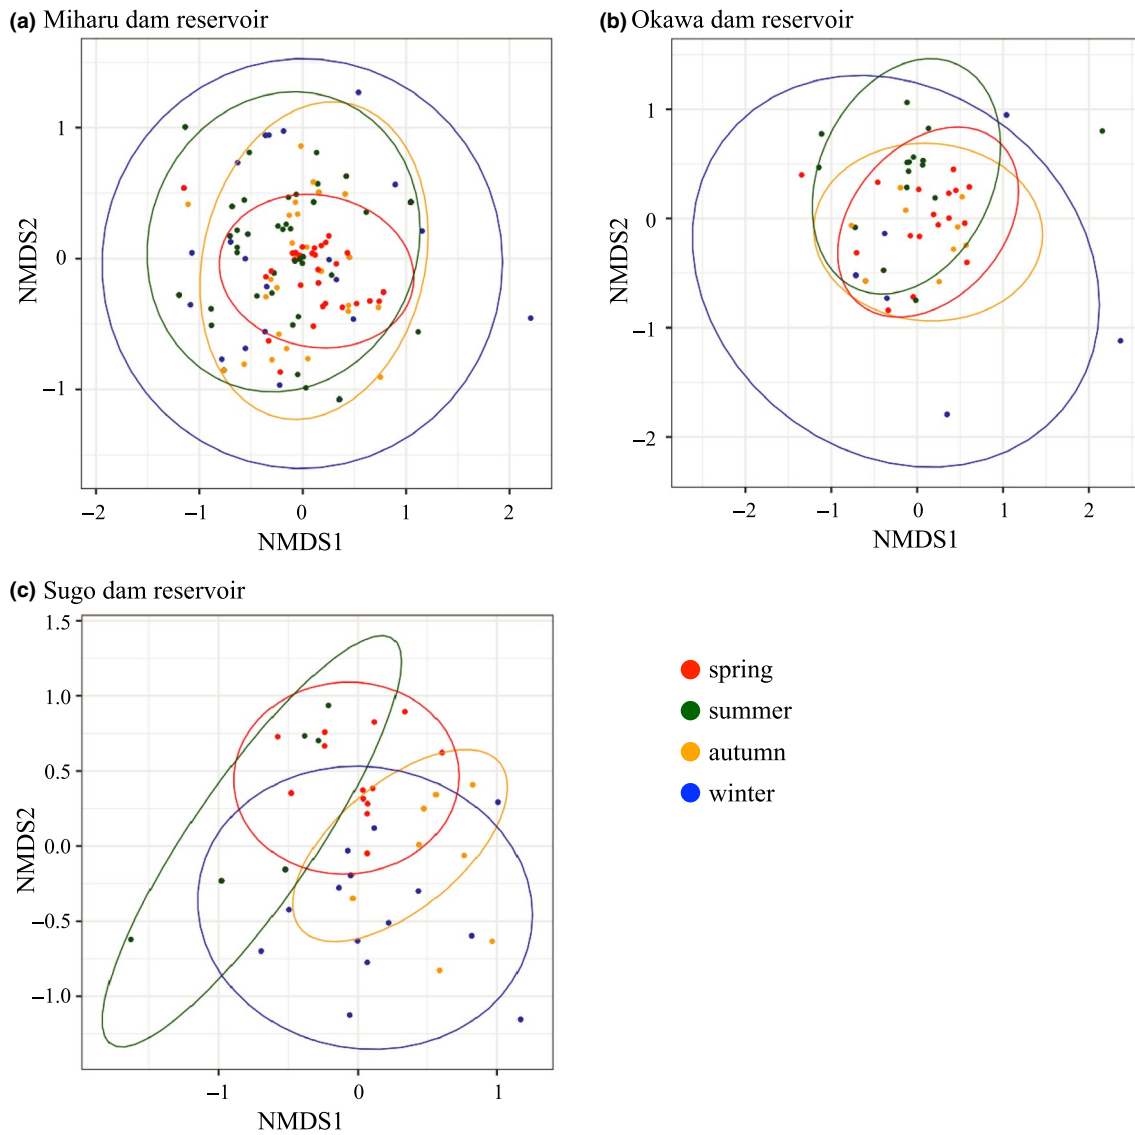 (a) Miharu dam reservoir
1
0
−1
NMDS2
−2 −1 0 1 2
NMDS1
(b) Okawa dam reservoir
1
0
−1
−2
NMDS2
−2 −1 0 1
NMDS1
(c) Sugo dam reservoir
1.5
1.0
0.5
0.0
−0.5
−1.0
NMDS2
−1 0 1
NMDS1
spring
summer
autumn
winter